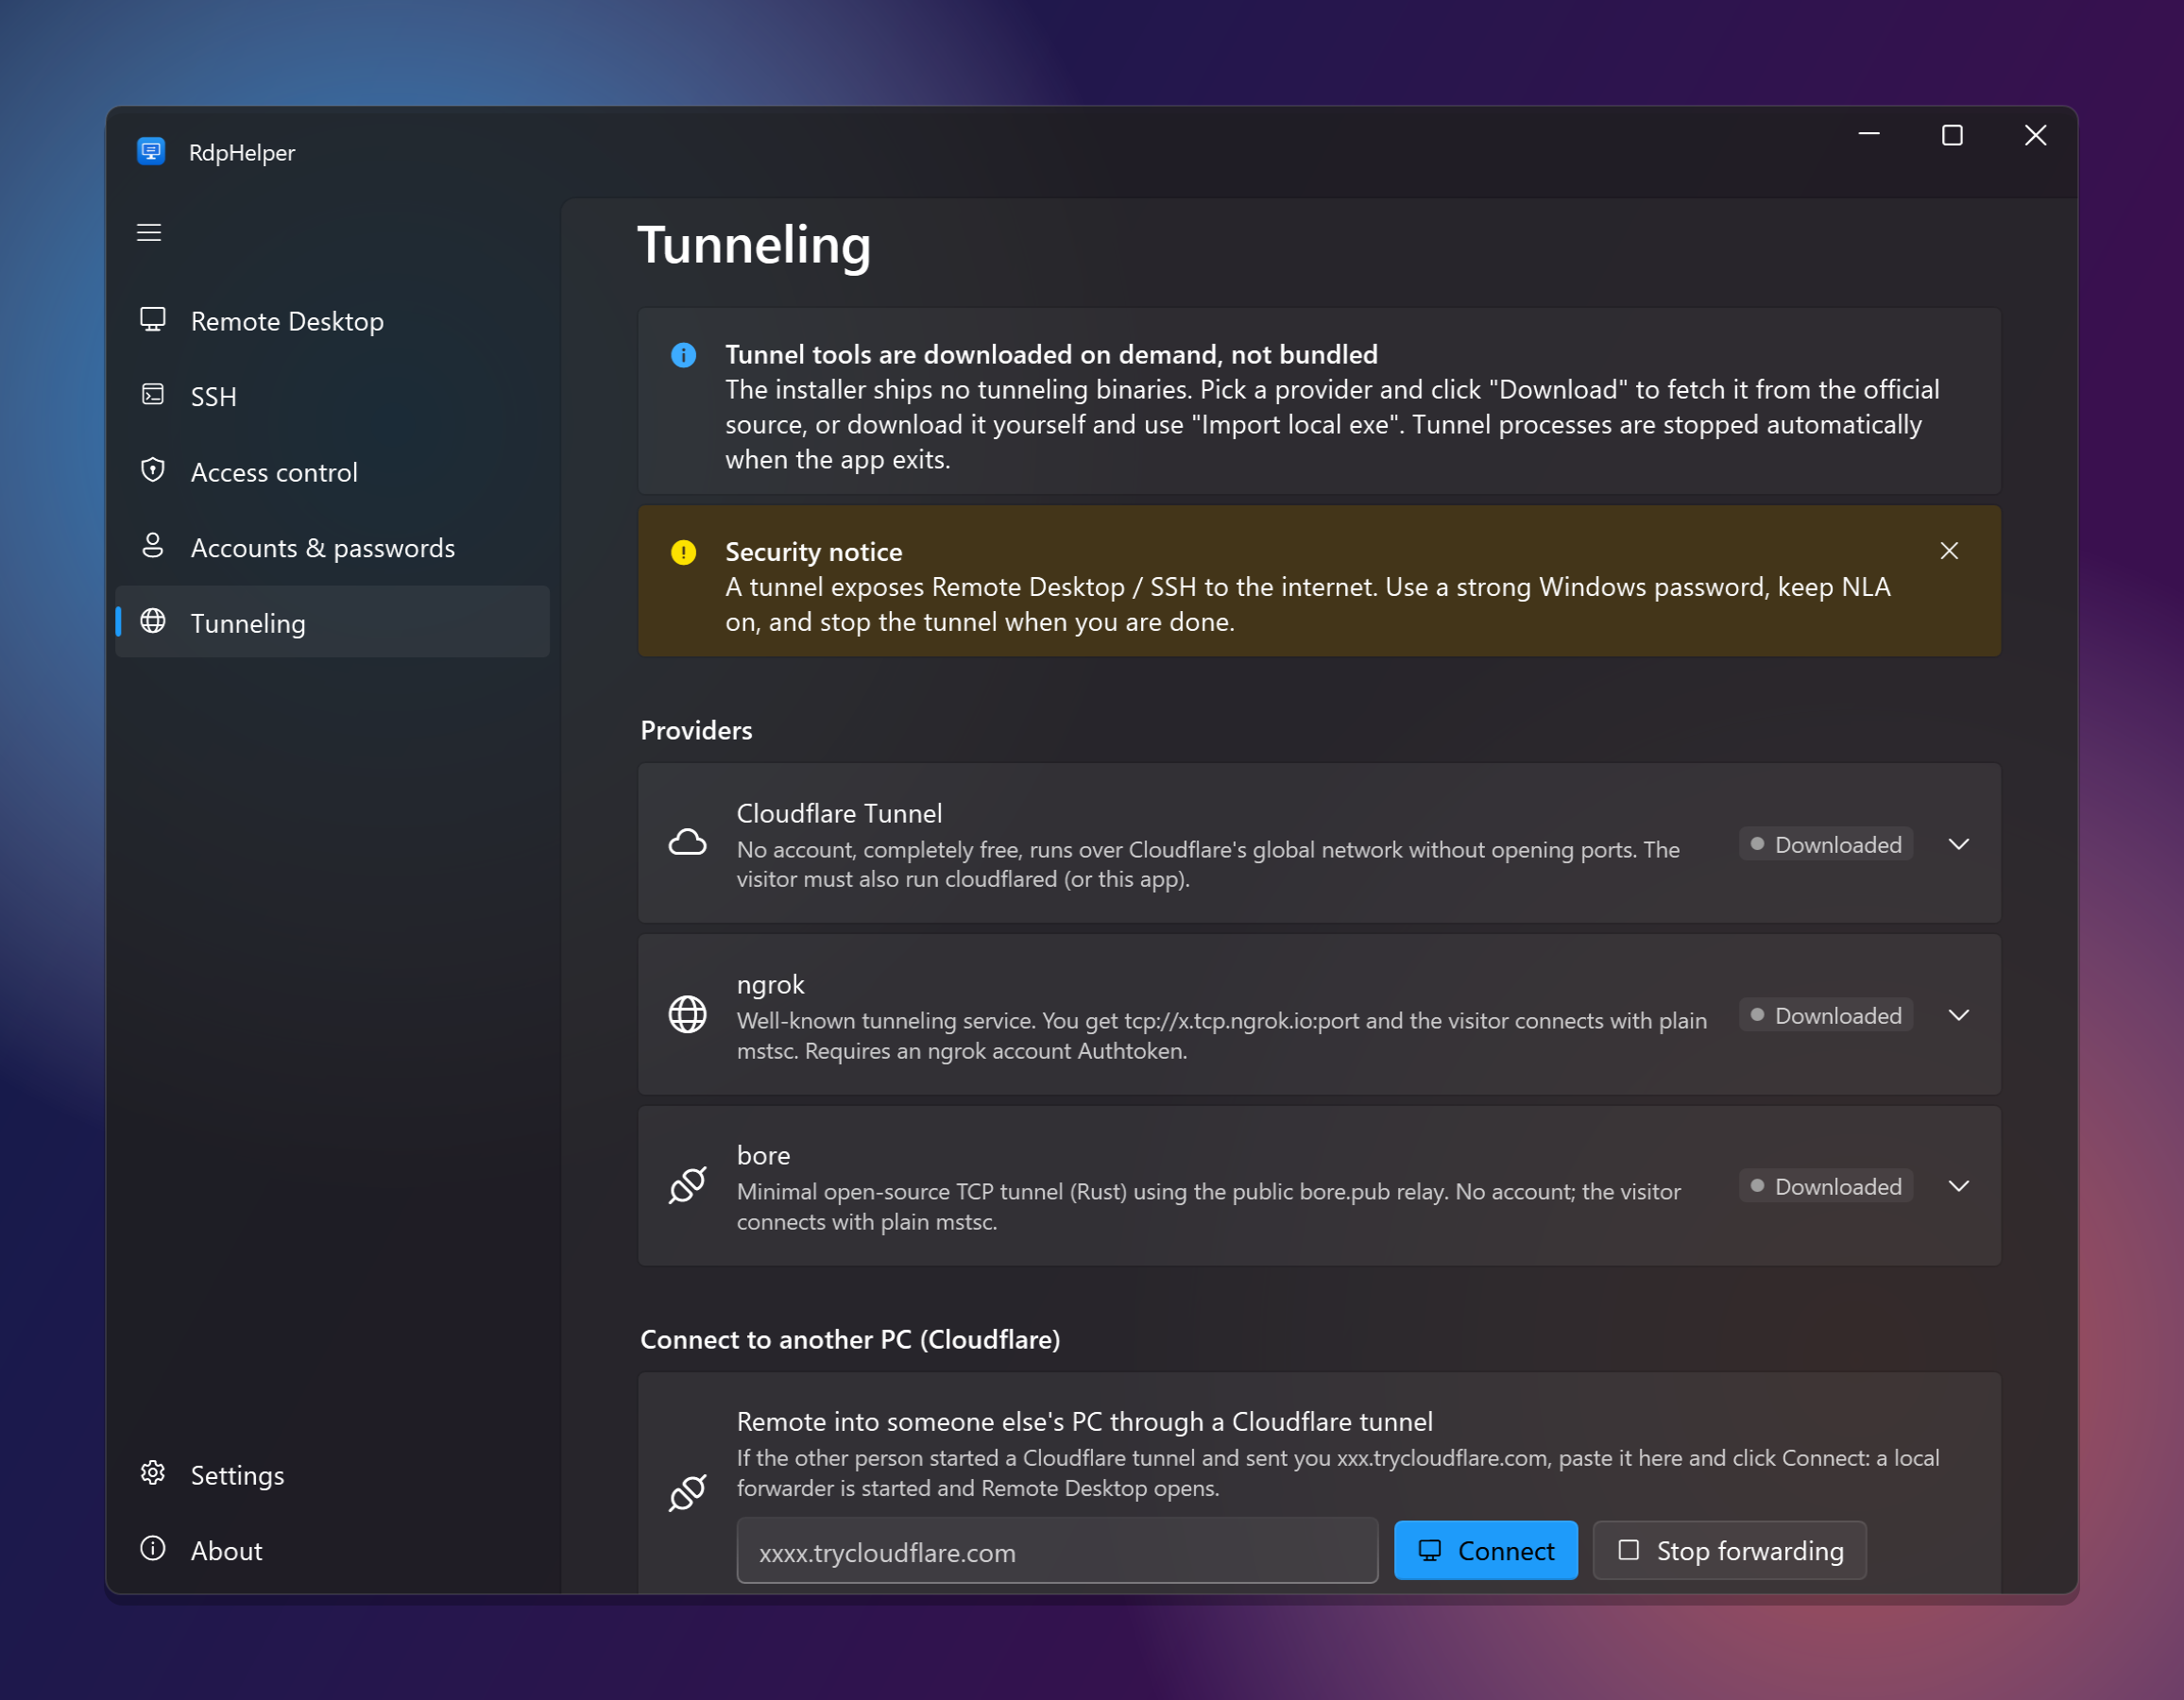 RdpHelper
Remote Desktop
SSH
Access control
Accounts & passwords
Tunneling
Settings
About
Tunneling
Tunnel tools are downloaded on demand, not bundled
The installer ships no tunneling binaries. Pick a provider and click "Download" to fetch it from the official
source, or download it yourself and use "Import local exe". Tunnel processes are stopped automatically
when the app exits.
Security notice
A tunnel exposes Remote Desktop / SSH to the internet. Use a strong Windows password, keep NLA
on, and stop the tunnel when you are done.
Providers
Cloudflare Tunnel
No account, completely free, runs over Cloudflare's global network without opening ports. The
visitor must also run cloudflared (or this app).
Downloaded
ngrok
Well-known tunneling service. You get tcp://x.tcp.ngrok.io:port and the visitor connects with plain
mstsc. Requires an ngrok account Authtoken.
Downloaded
bore
Minimal open-source TCP tunnel (Rust) using the public bore.pub relay. No account; the visitor
connects with plain mstsc.
Downloaded
Connect to another PC (Cloudflare)
Remote into someone else's PC through a Cloudflare tunnel
If the other person started a Cloudflare tunnel and sent you xxx.trycloudflare.com, paste it here and click Connect: a local
forwarder is started and Remote Desktop opens.
xxxx.trycloudflare.com
Connect
Stop forwarding